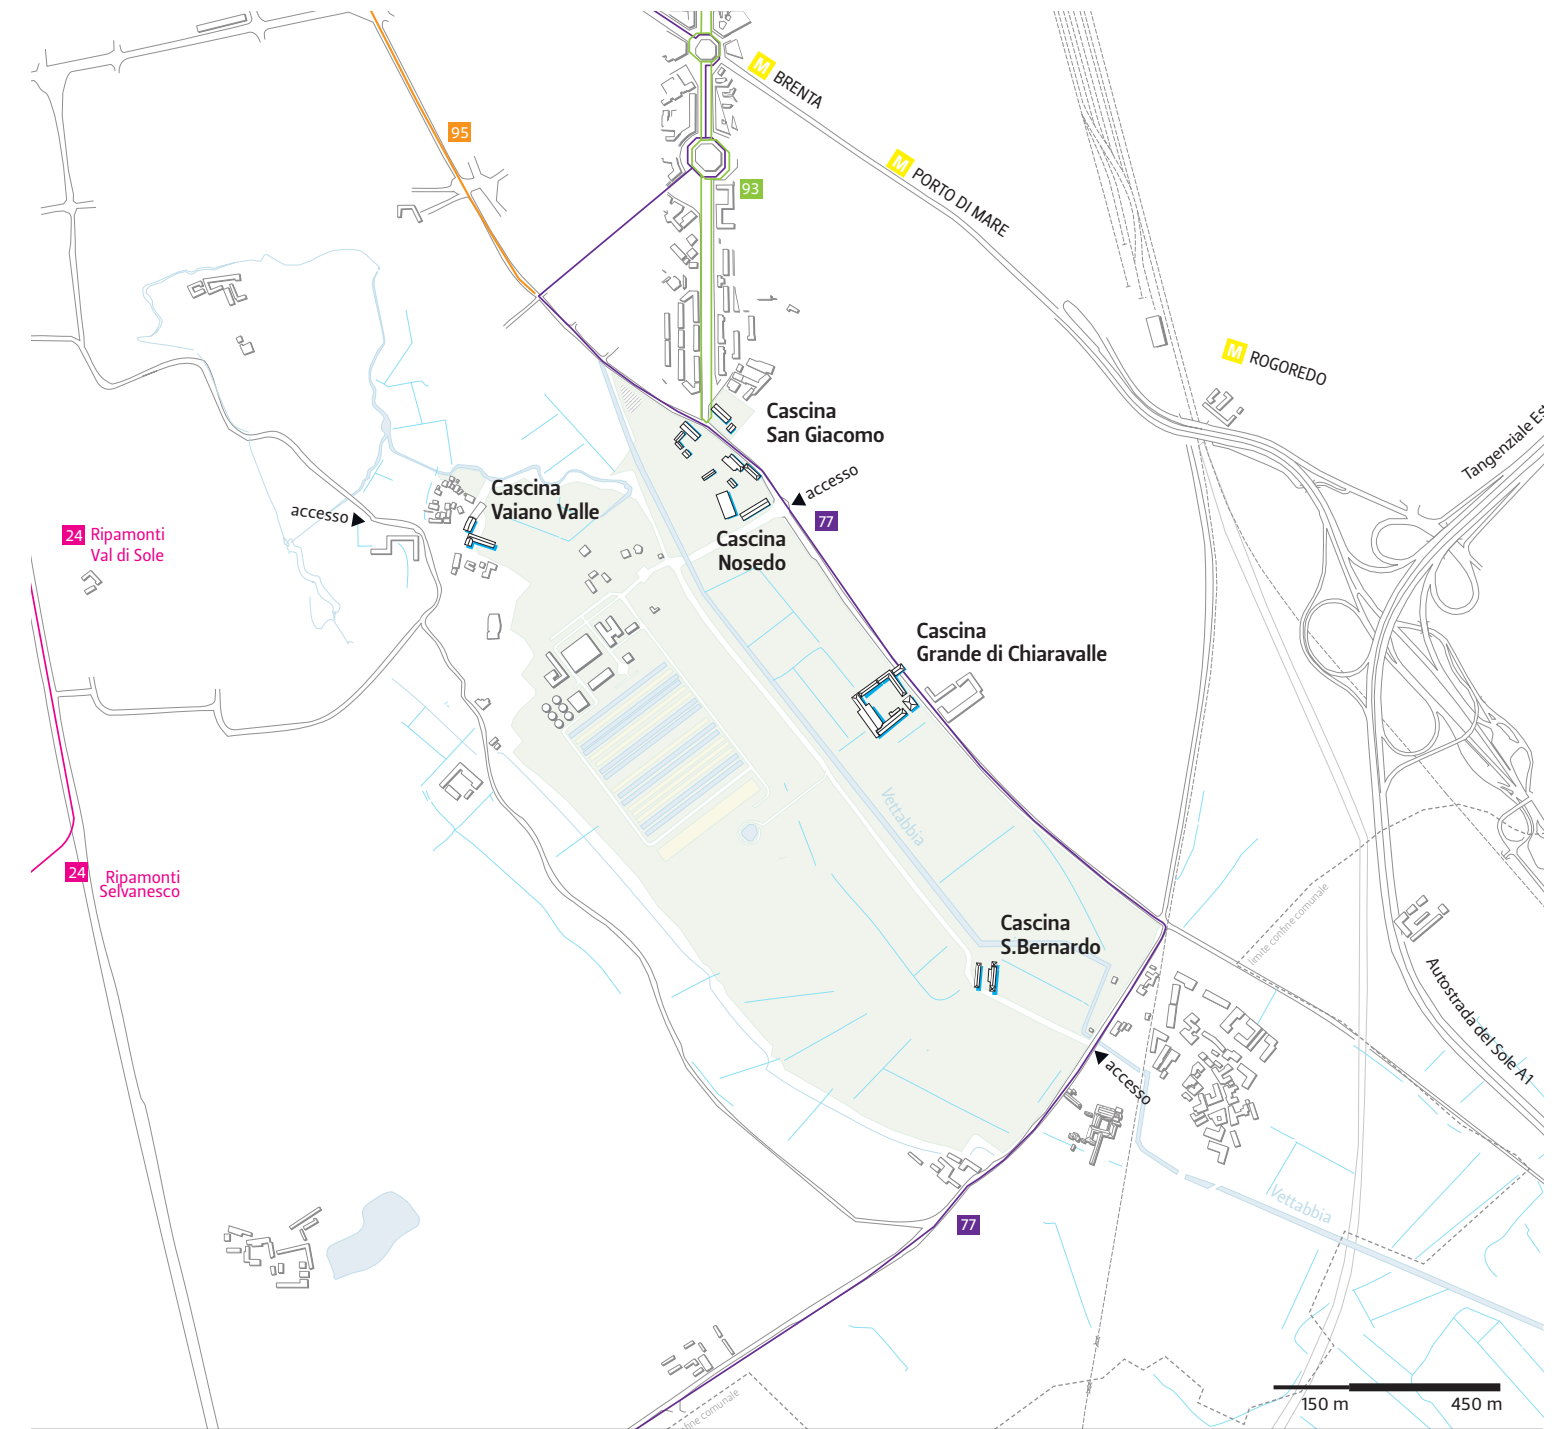 M BRENTA
95
M PORTO DI MARE
93
M ROGOREDO
Cascina
San Giacomo
Tangenziale Est
accesso
Cascina
Vaiano Valle
accesso
77
24 Ripamonti
Val di Sole
Cascina
Nosedo
Cascina
Grande di Chiaravalle
Vettabbia
24 Ripamonti
Selvanesco
limite confine comunale
Cascina
S.Bernardo
Autostrada del Sole A1
accesso
Vettabbia
77
fine comunale
150 m
450 m